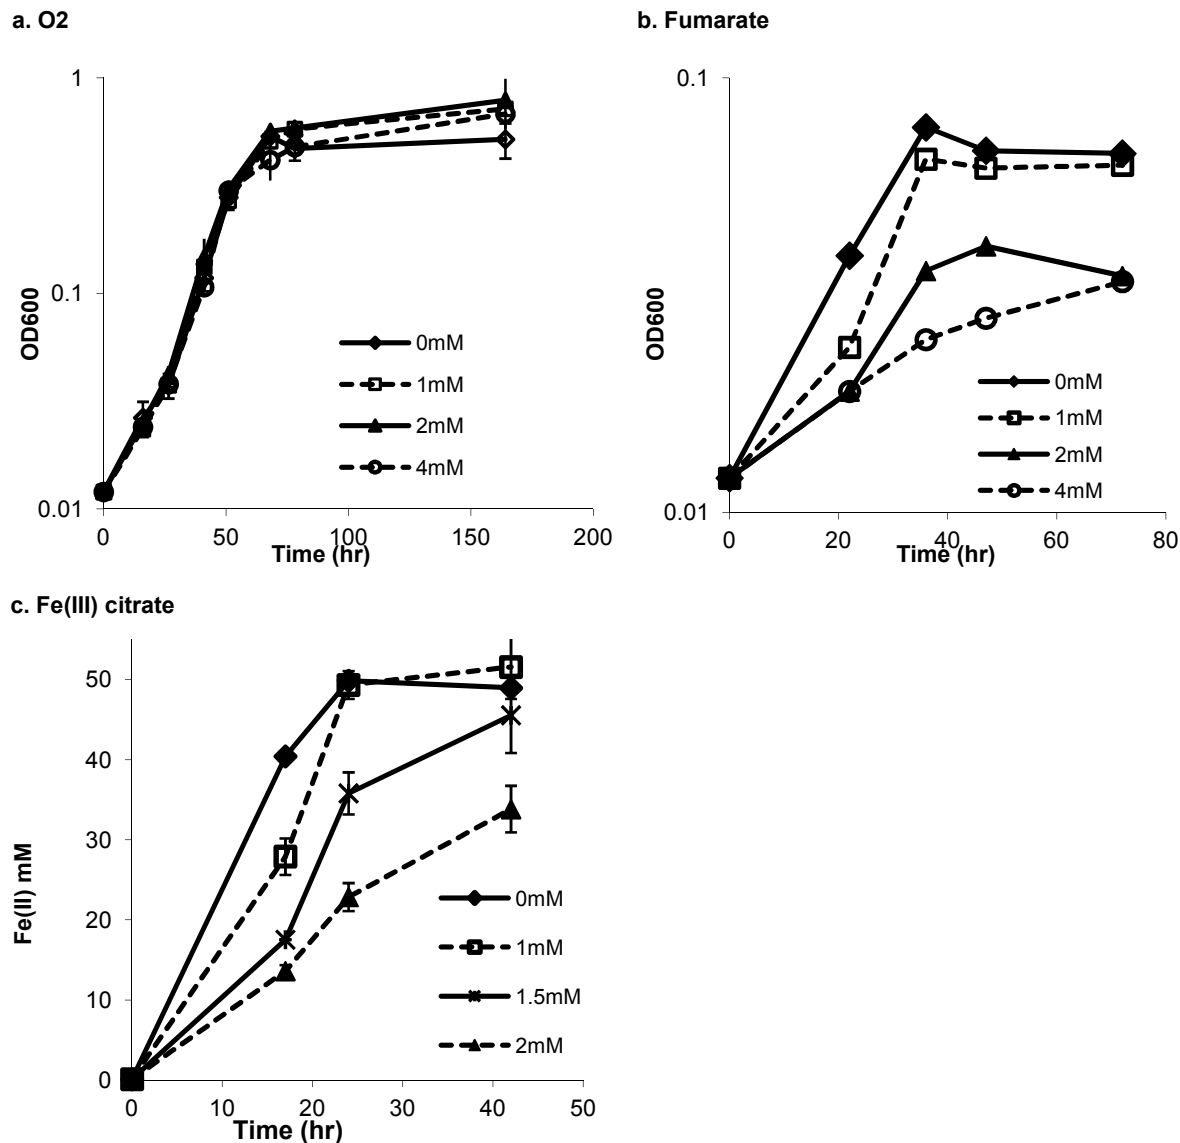 a. O2
1
0.1
0.01
OD600
0
50
100
150
200
Time (hr)
0mM
1mM
2mM
4mM
b. Fumarate
0.1
0.01
OD600
0
20
40
60
80
Time (hr)
0mM
1mM
2mM
4mM
c. Fe(III) citrate
50
40
30
20
10
0
Fe(II) mM
0
10
20
30
40
50
Time (hr)
0mM
1mM
1.5mM
2mM